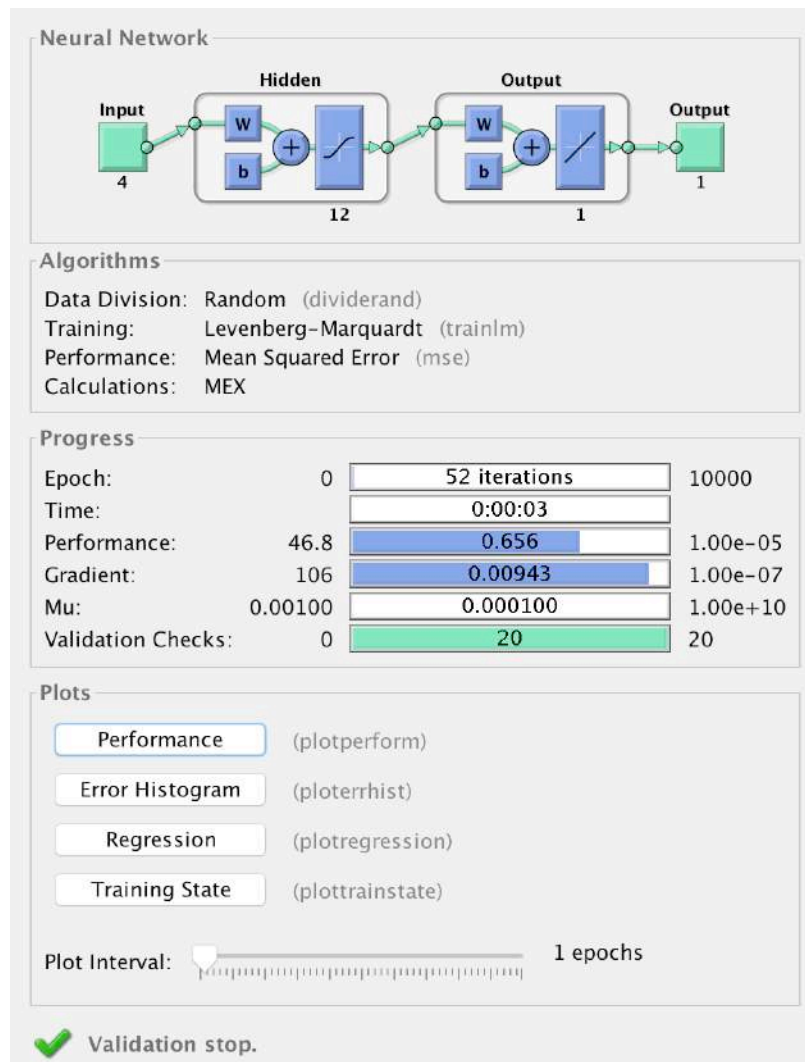 Neural Network
Hidden
Output
Input
Output
W
W
b
b
4
12
1
1
Algorithms
Data Division: Random (dividerand)
Training: Levenberg-Marquardt (trainlm)
Performance: Mean Squared Error (mse)
Calculations: MEX
Progress
Epoch: 0 52 iterations 10000
Time: 0:00:03
Performance: 46.8 0.656 1.00e-05
Gradient: 106 0.00943 1.00e-07
Mu: 0.00100 0.000100 1.00e+10
Validation Checks: 0 20 20
Plots
Performance (plotperform)
Error Histogram (ploterrhist)
Regression (plotregression)
Training State (plottrainstate)
Plot Interval: 1 epochs
Validation stop.